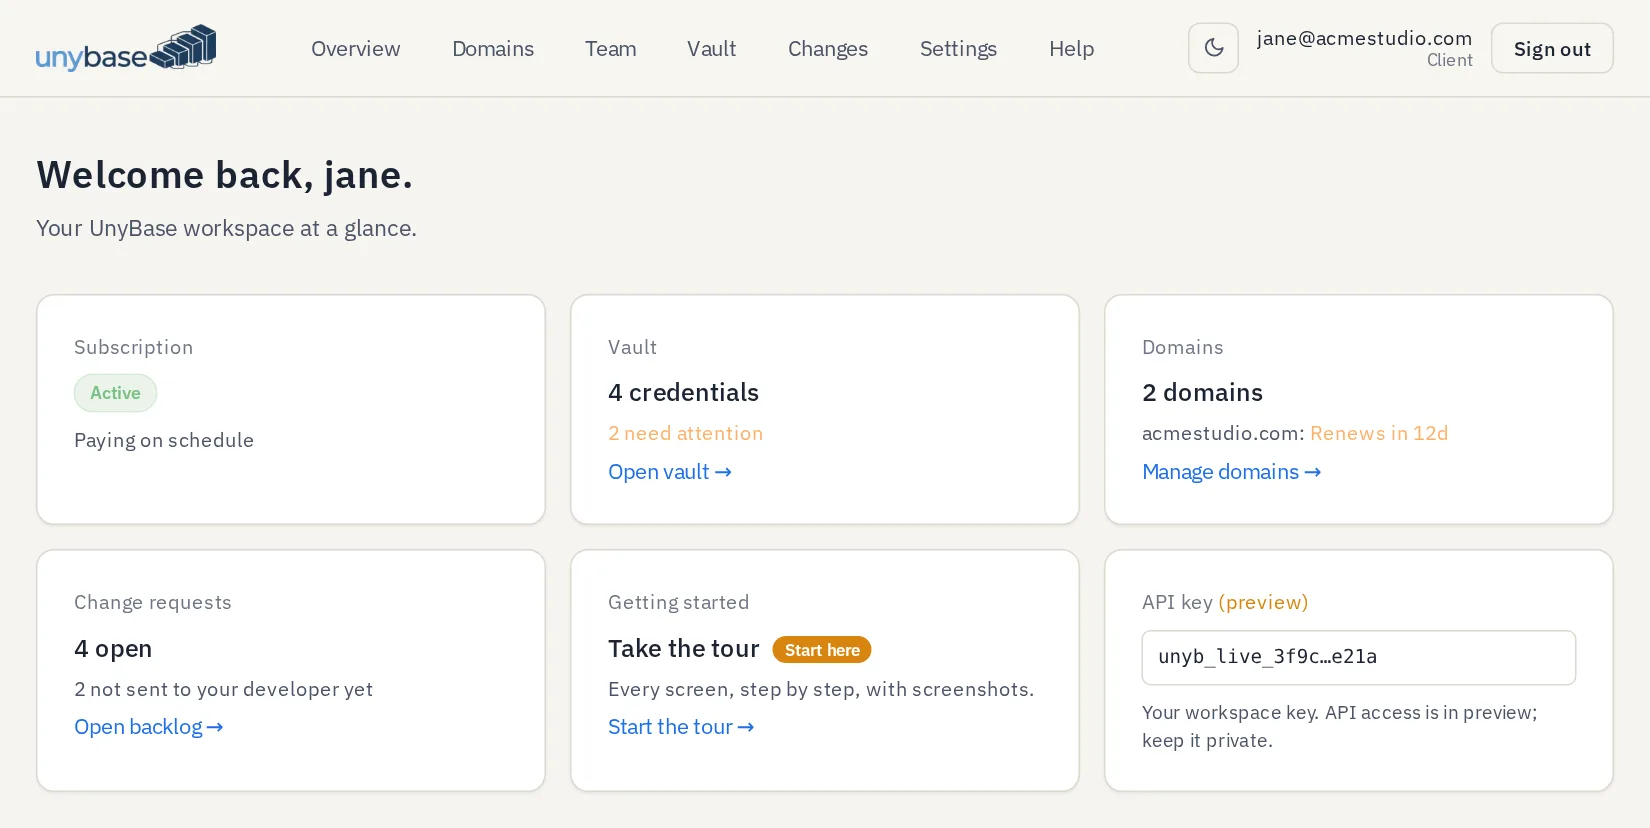 unybase
Overview Domains Team Vault Changes Settings Help
jane@acmestudio.com
Client
Sign out
Welcome back, jane.
Your UnyBase workspace at a glance.
Subscription
Active
Paying on schedule
Vault
4 credentials
2 need attention
Open vault →
Domains
2 domains
acmestudio.com: Renews in 12d
Manage domains →
Change requests
4 open
2 not sent to your developer yet
Open backlog →
Getting started
Take the tour Start here
Every screen, step by step, with screenshots.
Start the tour →
API key (preview)
unyb_live_3f9c…e21a
Your workspace key. API access is in preview;
keep it private.